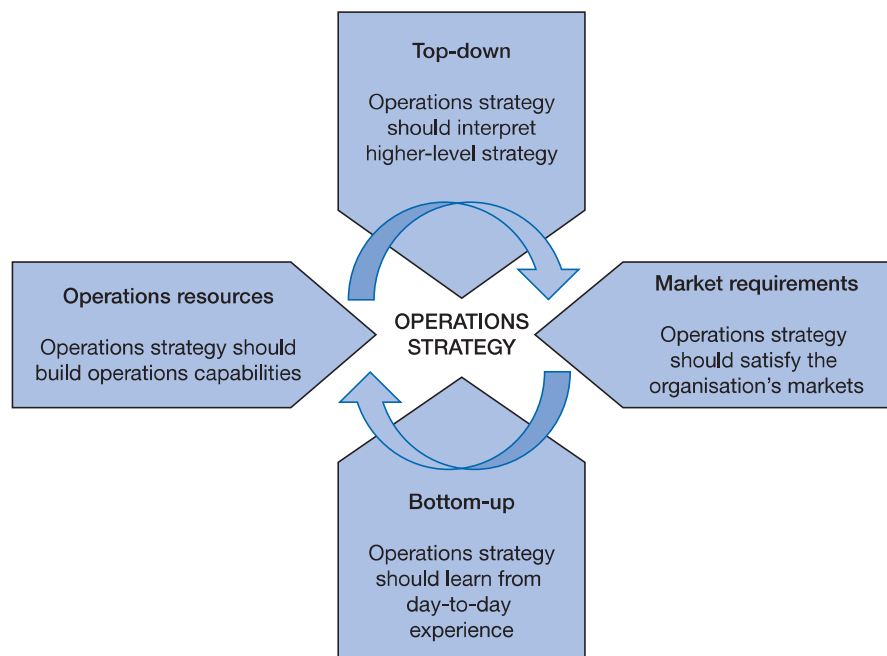 Top-down
Operations strategy
should interpret
higher-level strategy
Operations resources
Operations strategy should
build operations capabilities
OPERATIONS
STRATEGY
Market requirements
Operations strategy
should satisfy the
organisation’s markets
Bottom-up
Operations strategy
should learn from
day-to-day
experience